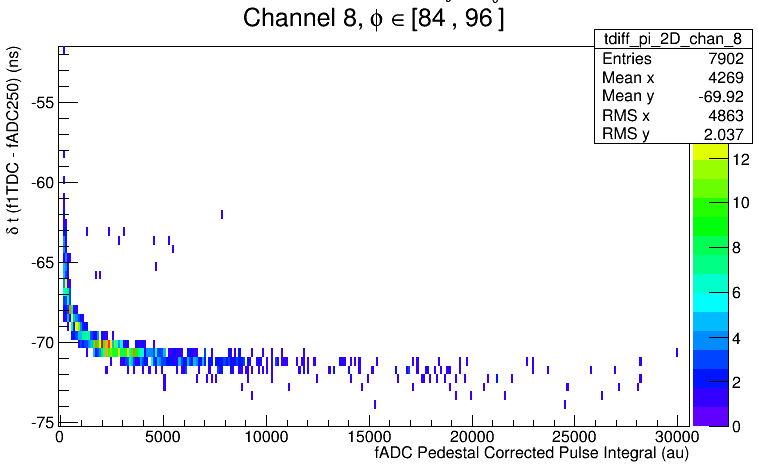 Channel 8, ϕ ∈ [84 , 96 ]
tdiff_pi_2D_chan_8
Entries 7902
Mean x 4269
Mean y -69.92
RMS x 4863
RMS y 2.037
δ t (f1TDC - fADC250) (ns)
-55
-60
-65
-70
-75
12
10
8
6
4
2
0
0 5000 10000 15000 20000 25000 30000
fADC Pedestal Corrected Pulse Integral (au)